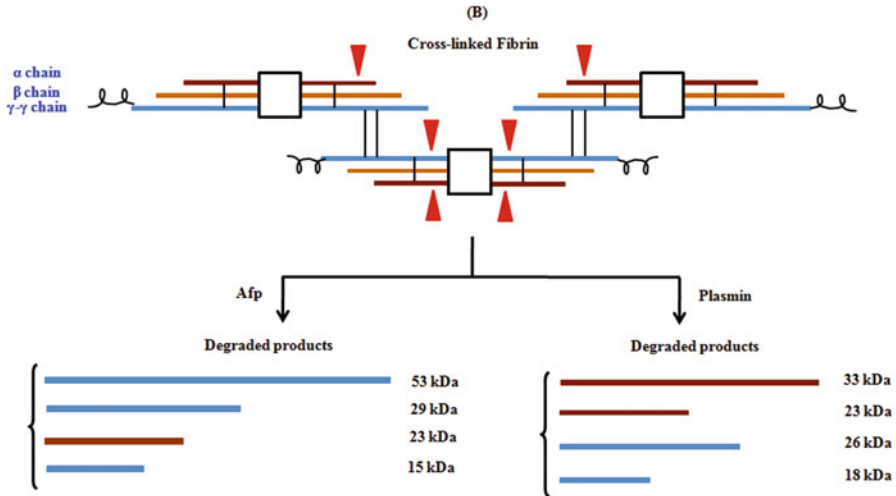 (B)
Cross-linked Fibrin
α chain
β chain
γ-γ chain
Afp
Plasmin
Degraded products
53 kDa
29 kDa
23 kDa
15 kDa
Degraded products
33 kDa
23 kDa
26 kDa
18 kDa